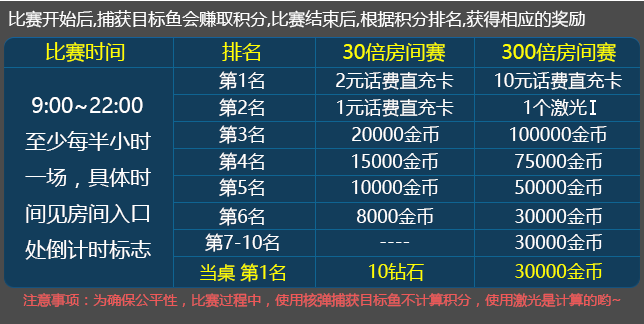 比赛开始后,捕获目标鱼会赚取积分,比赛结束后,根据积分排名,获得相应的奖励
比赛时间 排名 30倍房间赛 300倍房间赛
9:00~22:00
至少每半小时
一场，具体时
间见房间入口
处倒计时标志
第1名 2元话费直充卡 10元话费直充卡
第2名 1元话费直充卡 1个激光I
第3名 20000金币 100000金币
第4名 15000金币 75000金币
第5名 10000金币 50000金币
第6名 8000金币 30000金币
第7-10名 ---- 30000金币
当桌 第1名 10钻石 30000金币
注意事项：为确保公平性，比赛过程中，使用核弹捕获目标鱼不计算积分，使用激光是计算的哟~